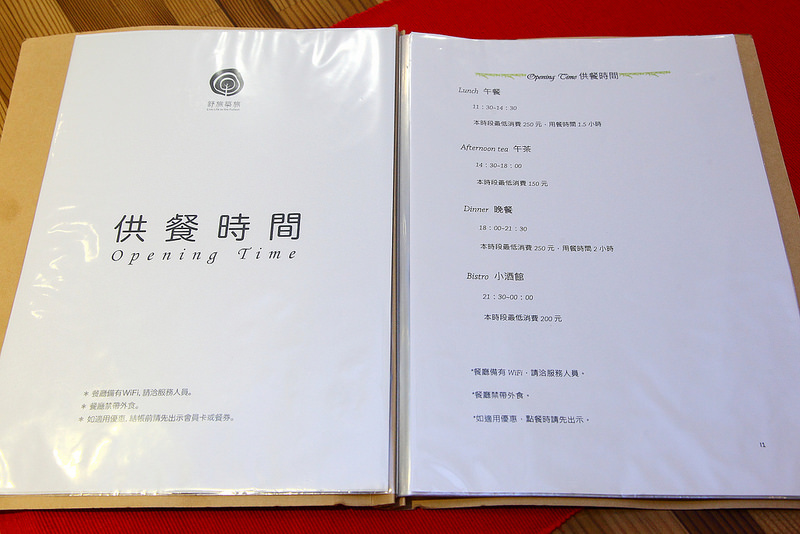 舒旅築旅
供餐時間
Opening Time
* 餐廳備有WiFi, 請洽服務人員。
* 餐廳禁帶外食。
* 如適用優惠, 結帳前請先出示會員卡或餐券。
Opening Time 供餐時間
Lunch 午餐
11：30-14：30
本時段最低消費 250 元，用餐時間 1.5 小時
Afternoon tea 午茶
14：30-18：00
本時段最低消費 150 元
Dinner 晚餐
18：00-21：30
本時段最低消費 250 元，用餐時間 2 小時
Bistro 小酒館
21：30-00：00
本時段最低消費 200 元
*餐廳備有 WiFi，請洽服務人員。
*餐廳禁帶外食。
*如適用優惠，點餐時請先出示。